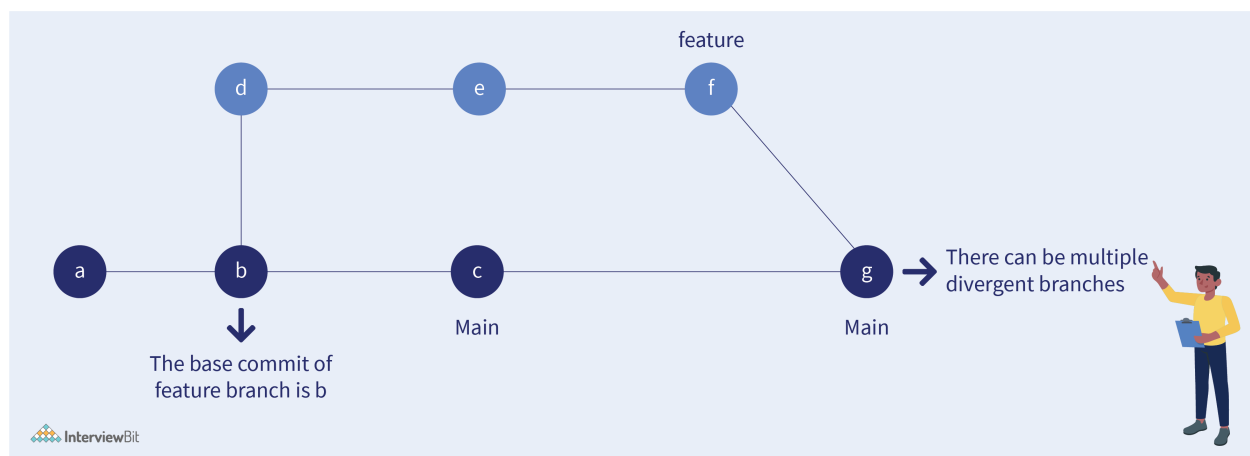 feature
d
e
f
a
b
c
g
There can be multiple
divergent branches
Main
Main
The base commit of
feature branch is b
InterviewBit